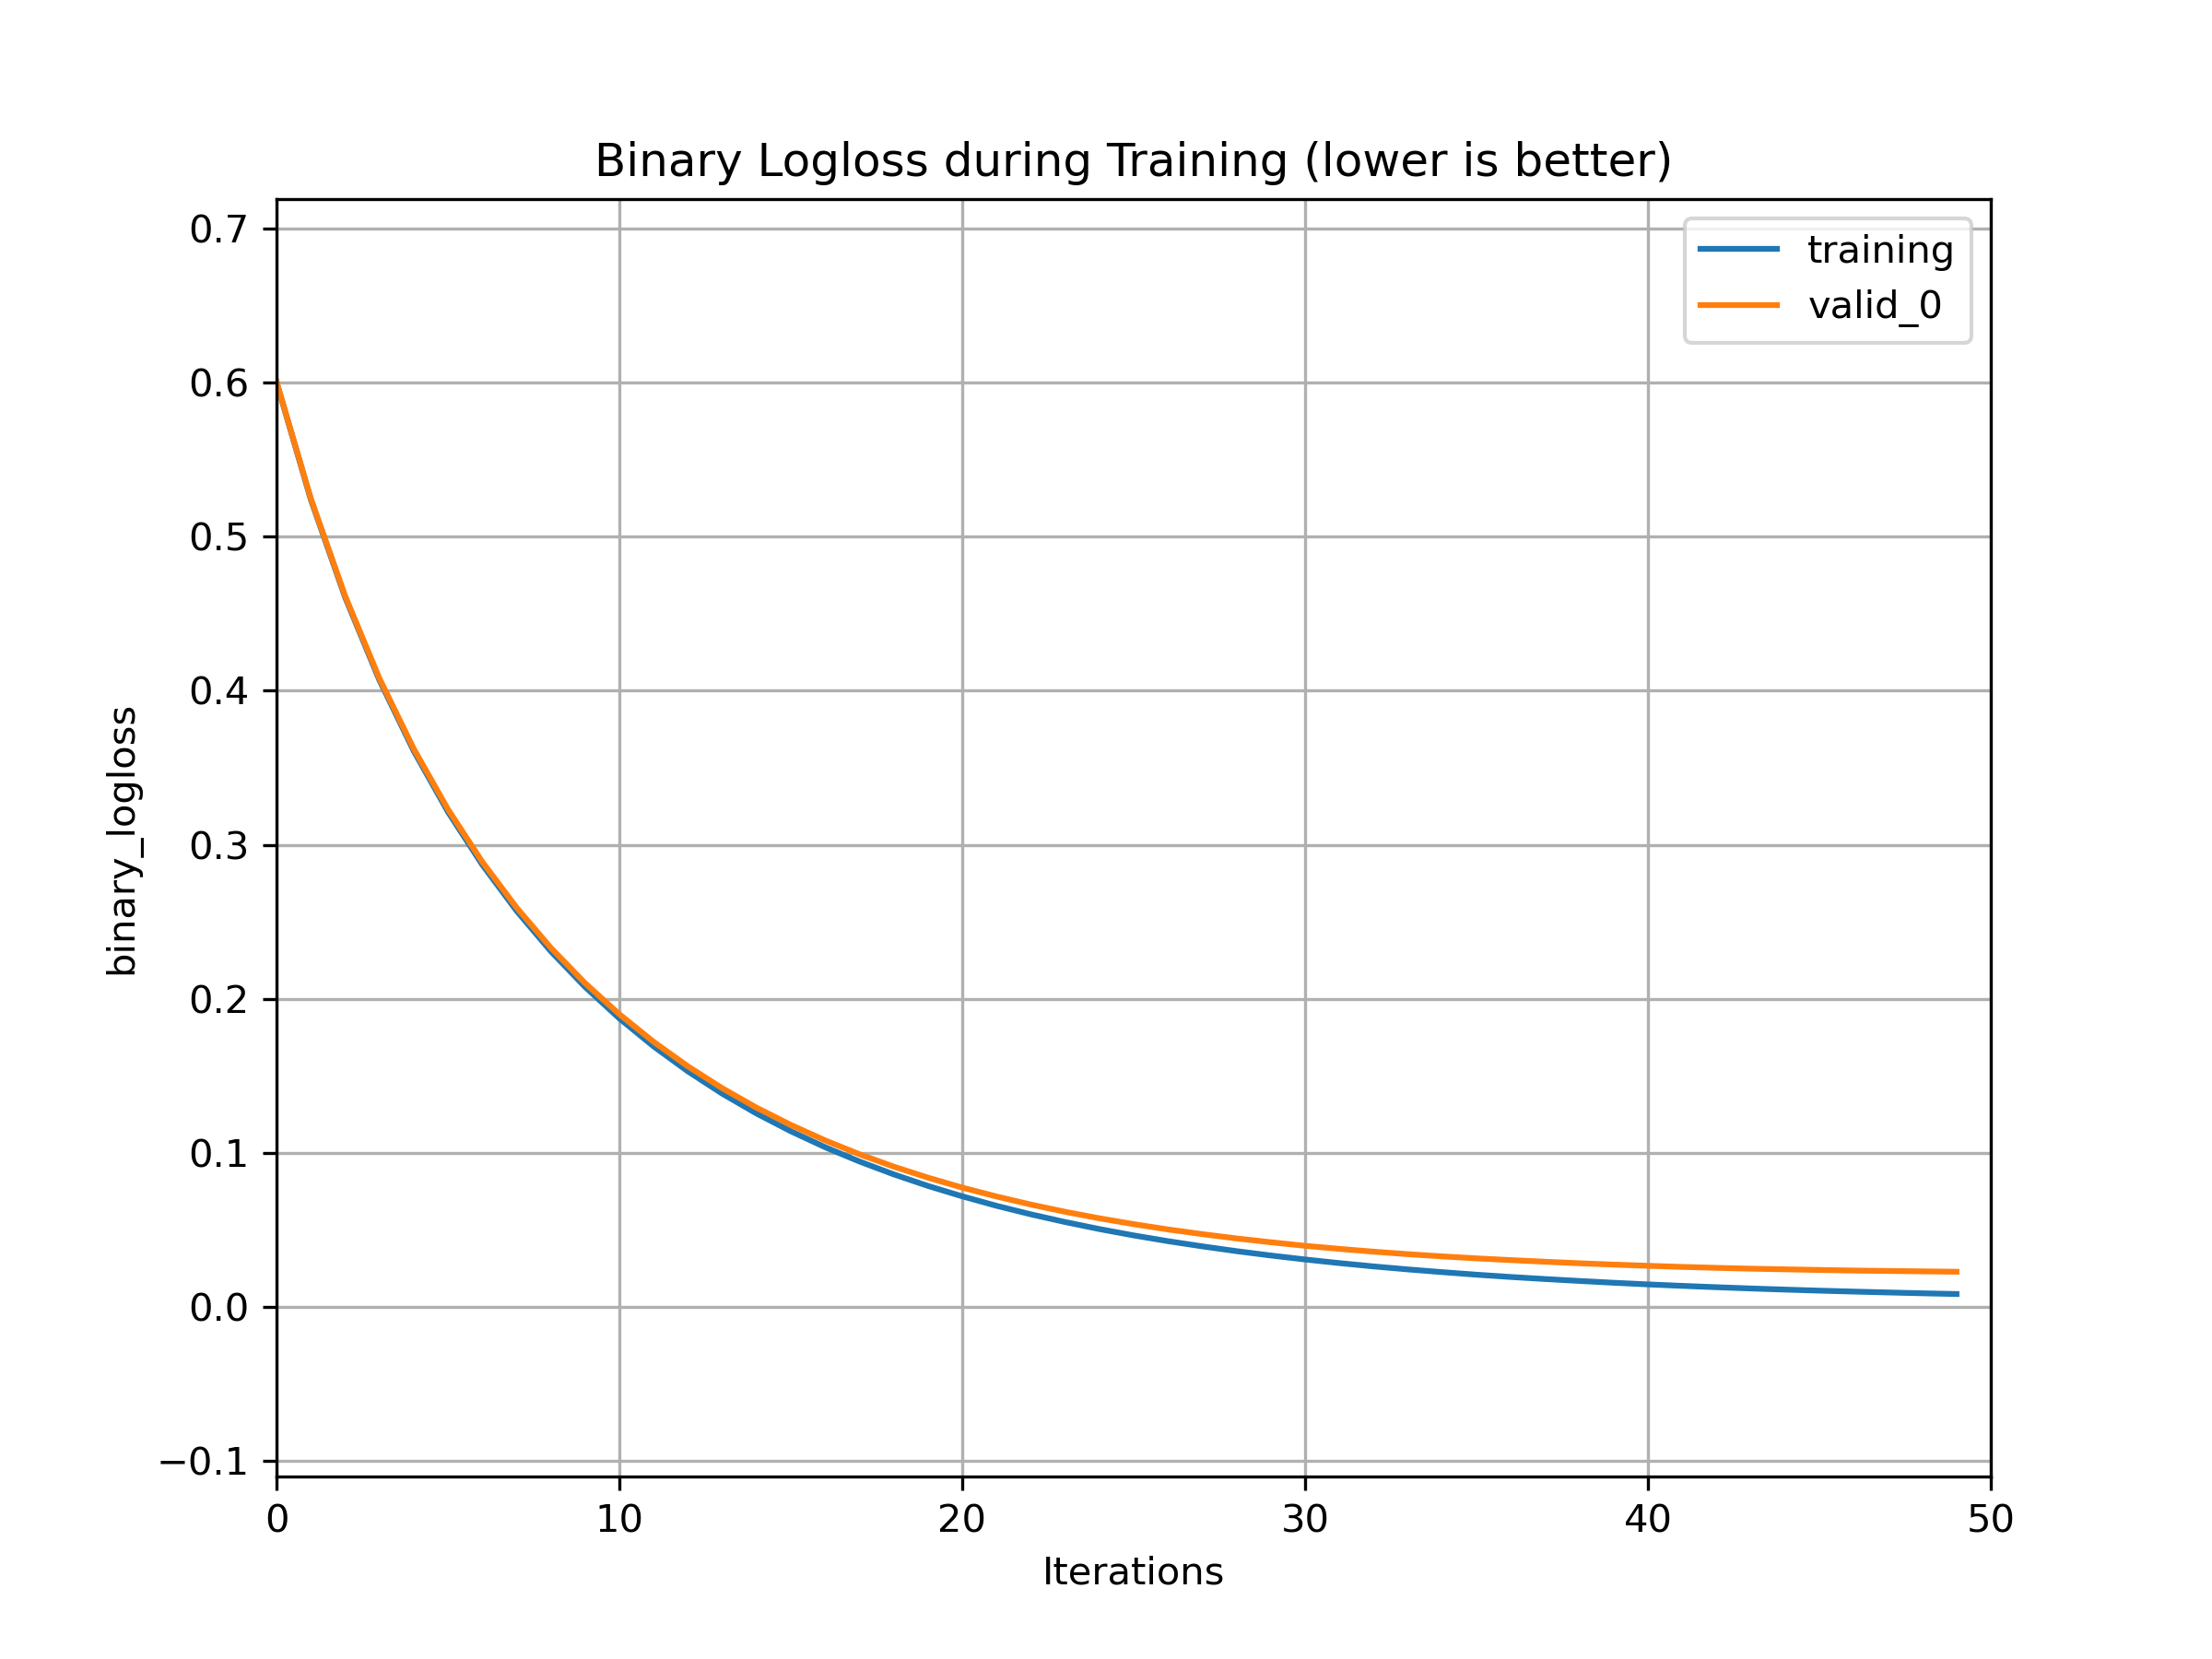 Binary Logloss during Training (lower is better)
training
valid_0
binary_logloss
0.7
0.6
0.5
0.4
0.3
0.2
0.1
0.0
−0.1
0 10 20 30 40 50
Iterations